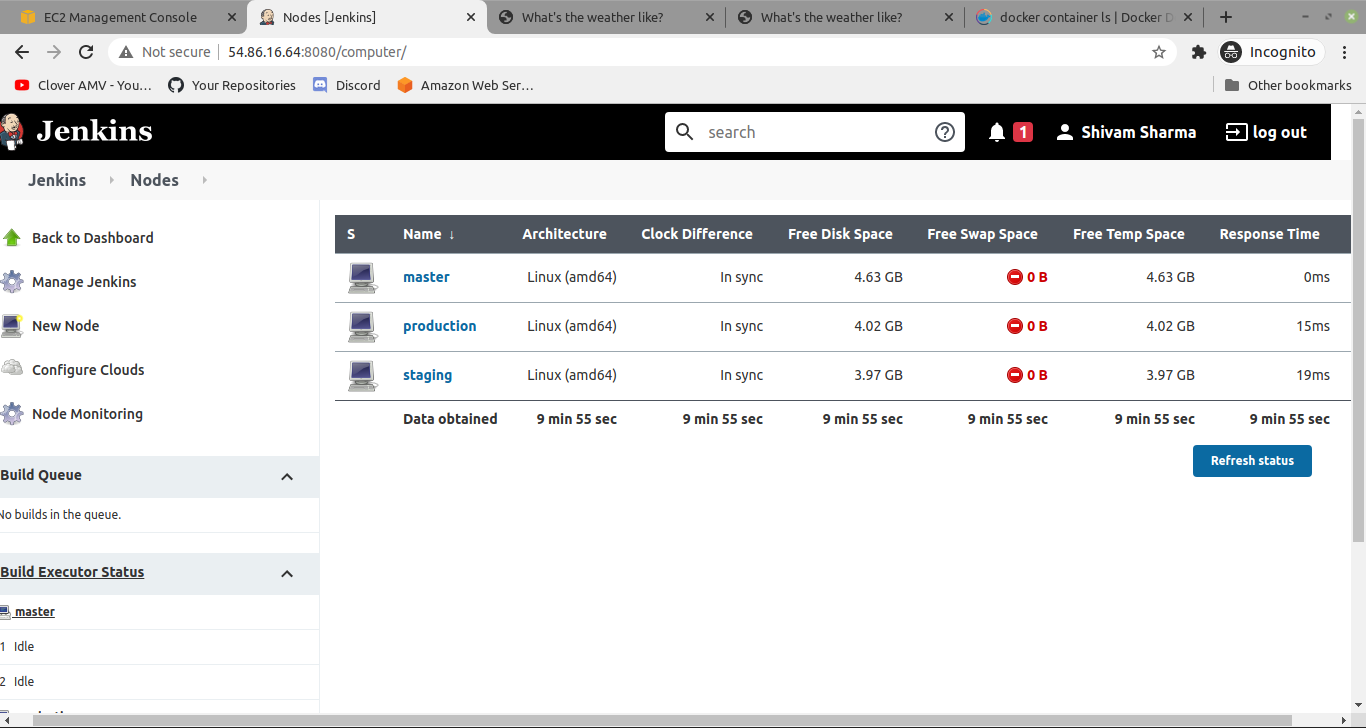 EC2 Management Console
Nodes [Jenkins]
What's the weather like?
What's the weather like?
docker container ls | Docker D
Not secure
54.86.16.64:8080/computer/
Incognito
Clover AMV - You...
Your Repositories
Discord
Amazon Web Ser...
Other bookmarks
Jenkins
search
1
Shivam Sharma
log out
Jenkins
Nodes
Back to Dashboard
Manage Jenkins
New Node
Configure Clouds
Node Monitoring
Build Queue
No builds in the queue.
Build Executor Status
master
1 Idle
2 Idle
S Name ↓ Architecture Clock Difference Free Disk Space Free Swap Space Free Temp Space Response Time
master Linux (amd64) In sync 4.63 GB 0 B 4.63 GB 0ms
production Linux (amd64) In sync 4.02 GB 0 B 4.02 GB 15ms
staging Linux (amd64) In sync 3.97 GB 0 B 3.97 GB 19ms
Data obtained 9 min 55 sec 9 min 55 sec 9 min 55 sec 9 min 55 sec 9 min 55 sec 9 min 55 sec
Refresh status